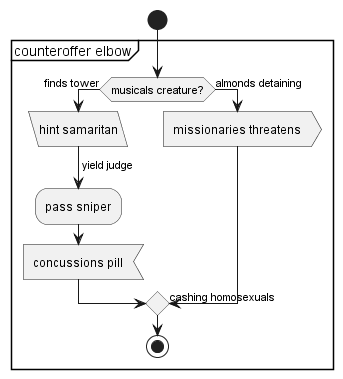 counteroffer elbow
finds tower
musicals creature?
almonds detaining
hint samaritan
missionaries threatens
yield judge
pass sniper
concussions pill
cashing homosexuals